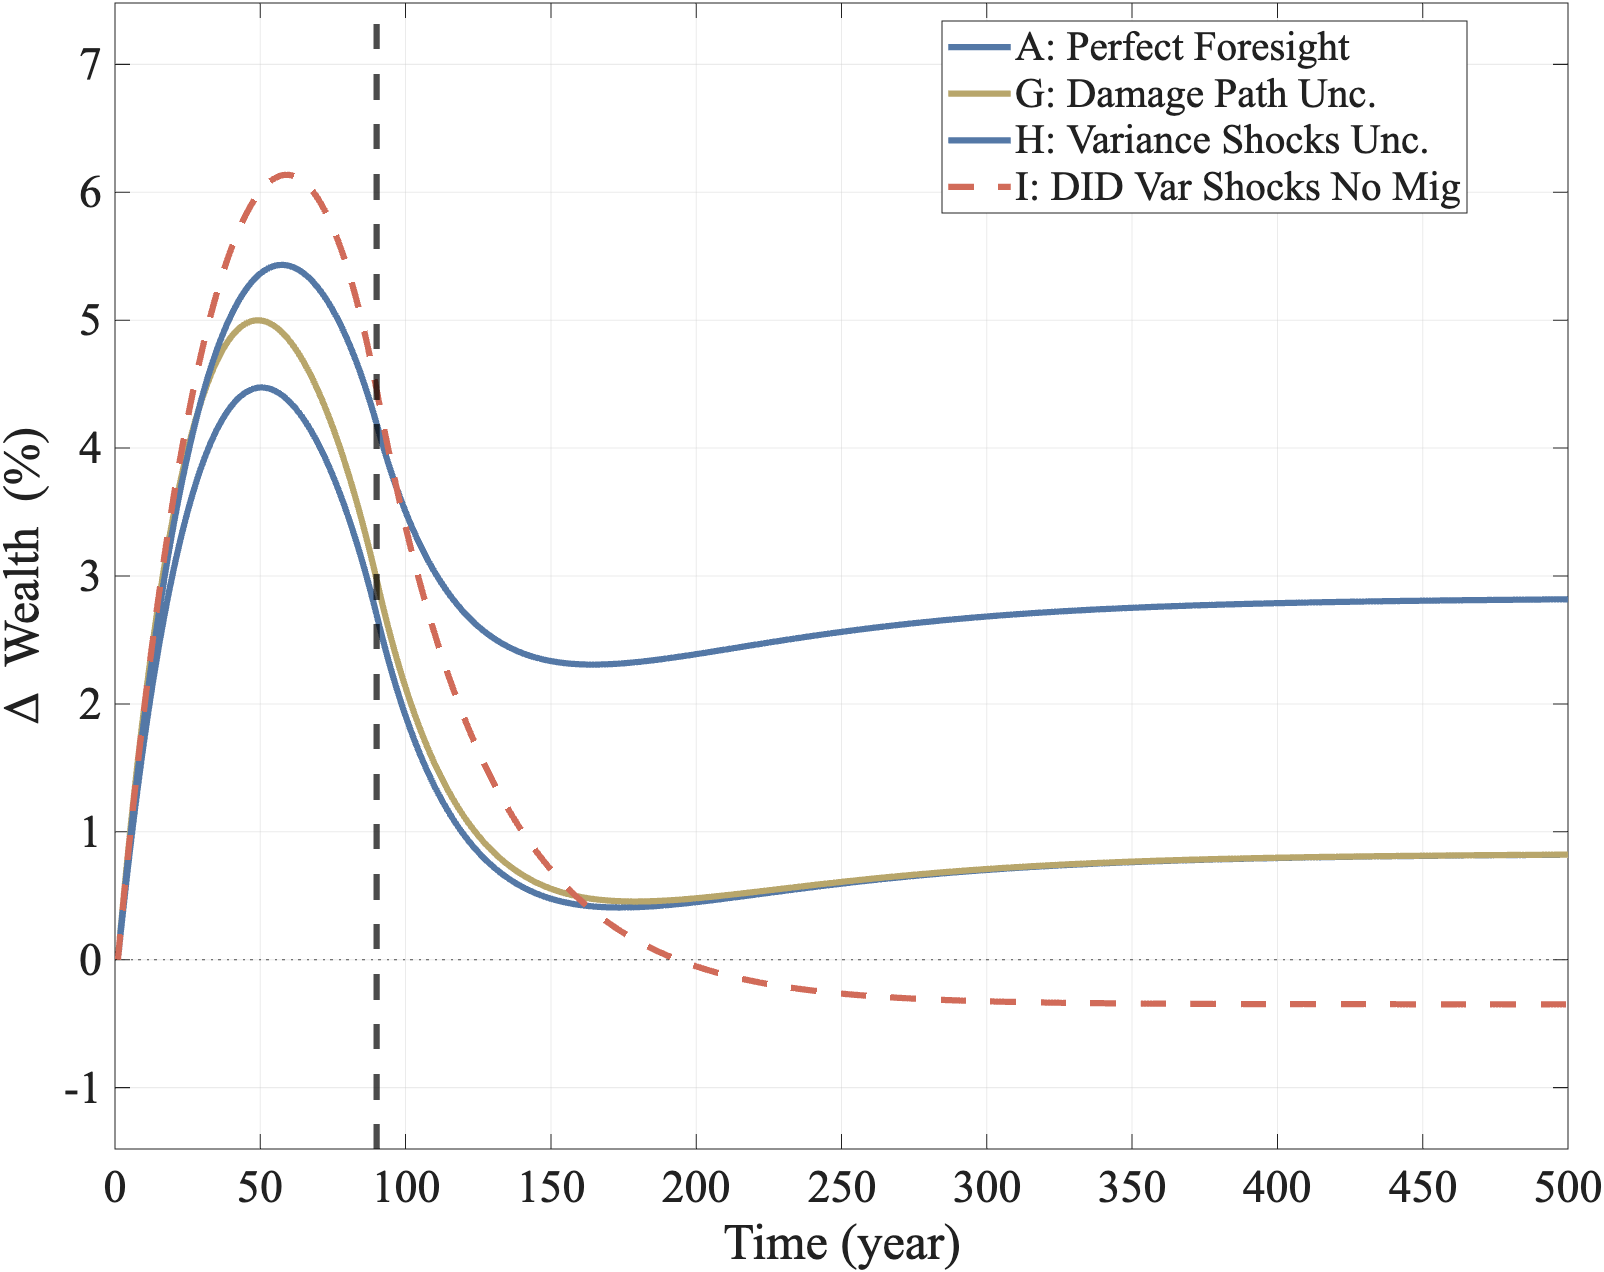 A: Perfect Foresight
G: Damage Path Unc.
H: Variance Shocks Unc.
I: DID Var Shocks No Mig
7
6
5
4
3
2
1
0
-1
Δ Wealth (%)
0 50 100 150 200 250 300 350 400 450 500
Time (year)